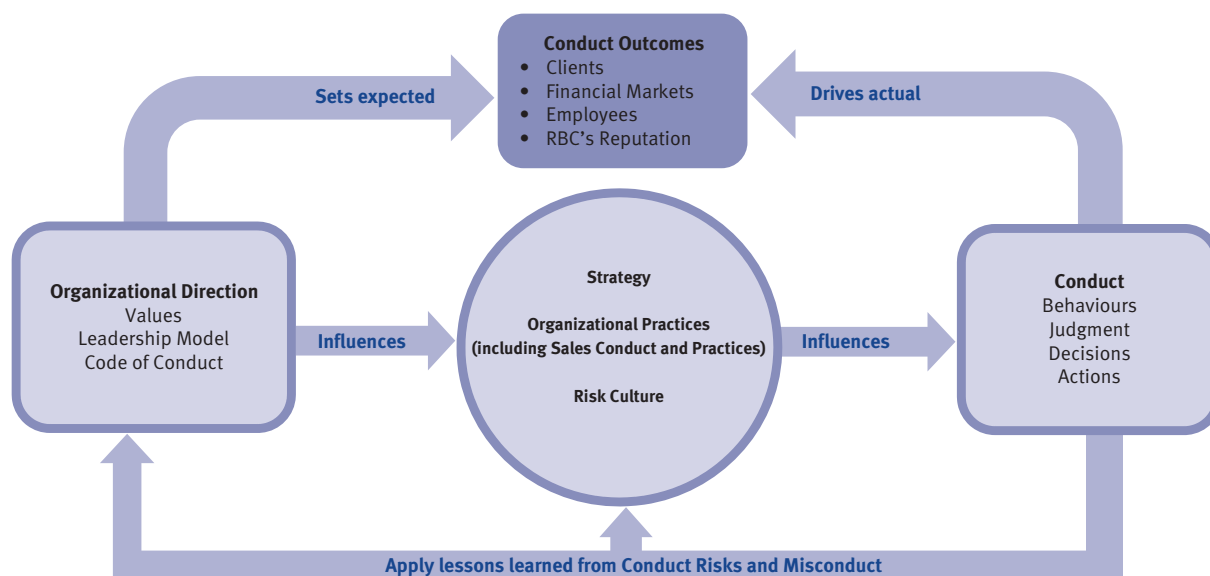 Conduct Outcomes
• Clients
• Financial Markets
• Employees
• RBC's Reputation
Sets expected
Drives actual
Organizational Direction
Values
Leadership Model
Code of Conduct
Influences
Strategy
Organizational Practices
(including Sales Conduct and Practices)
Risk Culture
Influences
Conduct
Behaviours
Judgment
Decisions
Actions
Apply lessons learned from Conduct Risks and Misconduct